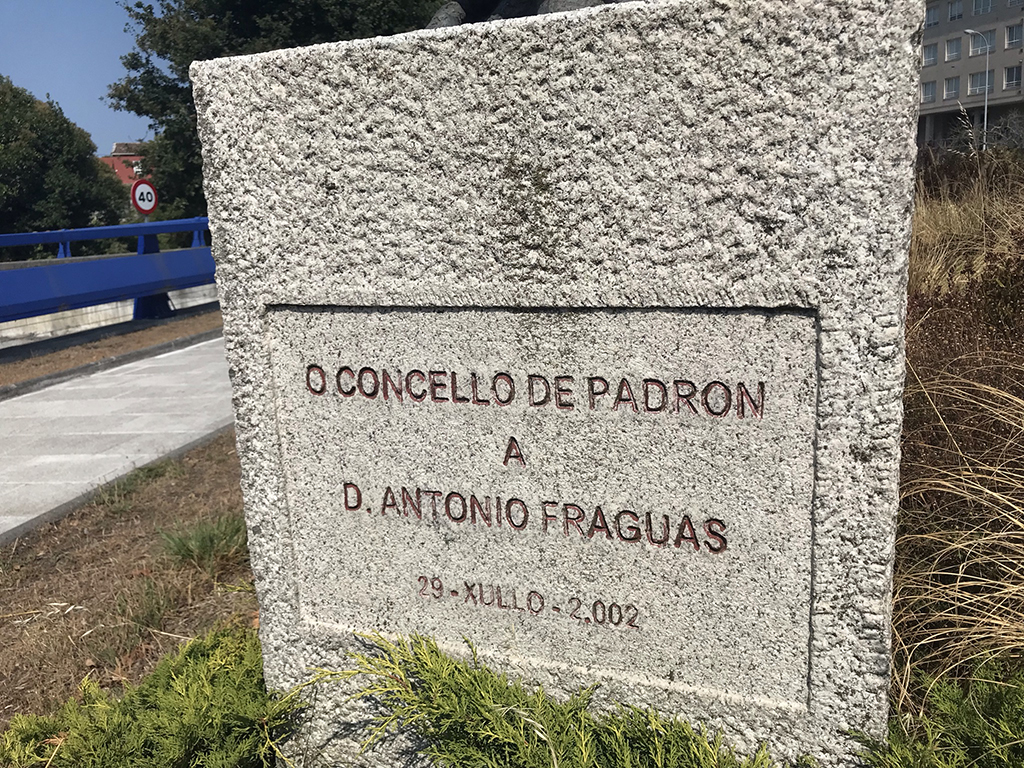 40
O CONCELLO DE PADRON
A
D. ANTONIO FRAGUAS
29 - XULLO - 2.002